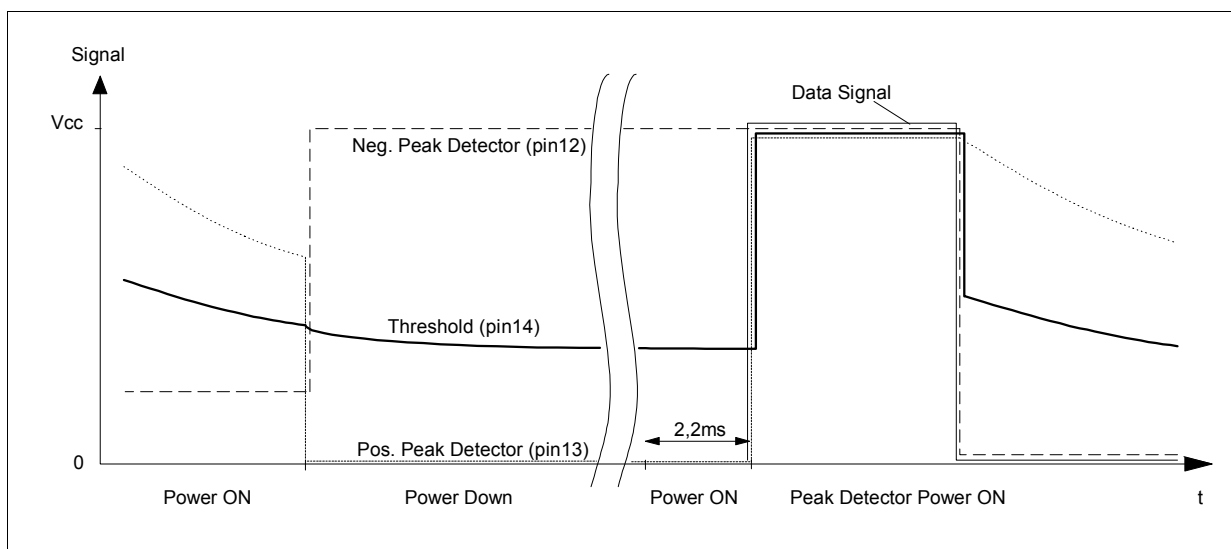 Signal
Data Signal
Vcc
Neg. Peak Detector (pin12)
Threshold (pin14)
2,2ms
Pos. Peak Detector (pin13)
0
Power ON
Power Down
Power ON
Peak Detector Power ON
t